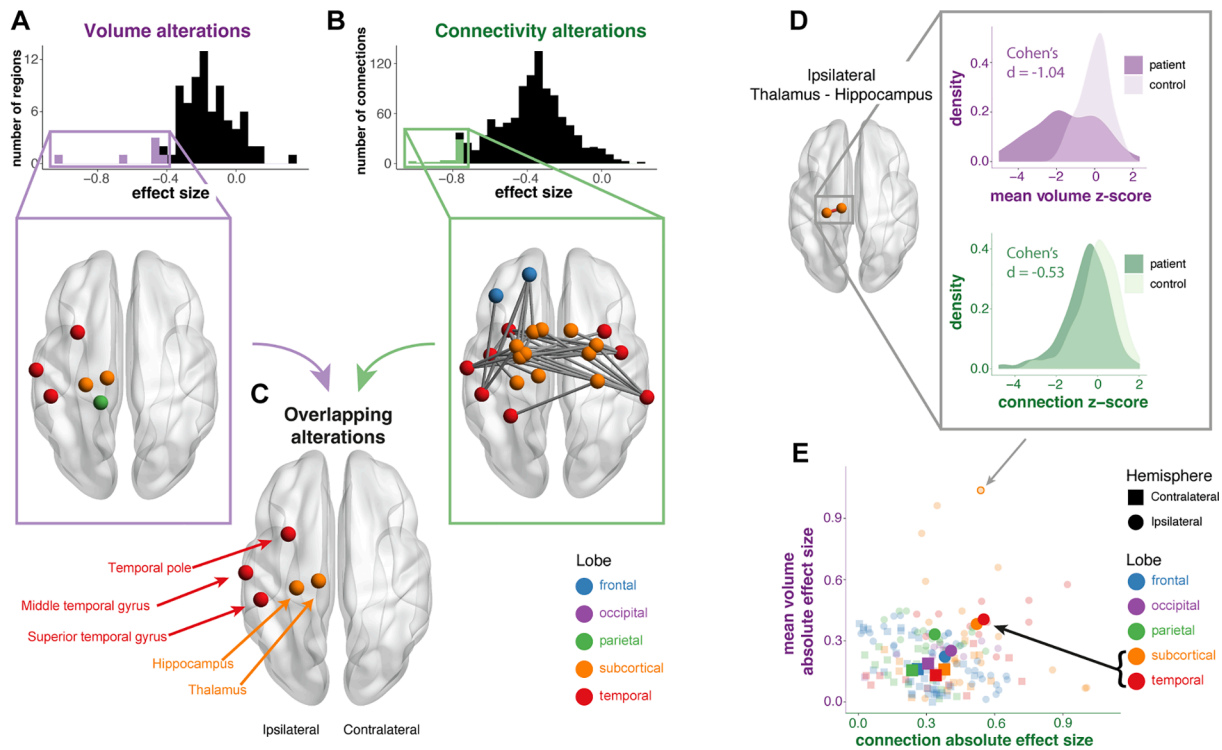 A
Volume alterations
number of regions
12
6
0
−0.8
−0.4
0.0
effect size
B
Connectivity alterations
number of connections
120
80
40
0
−0.8
−0.4
0.0
effect size
C
Overlapping
alterations
Temporal pole
Middle temporal gyrus
Superior temporal gyrus
Hippocampus
Thalamus
Ipsilateral
Contralateral
Lobe
frontal
occipital
parietal
subcortical
temporal
D
Ipsilateral
Thalamus - Hippocampus
Cohen's
d = -1.04
patient
control
density
0.4
0.2
0.0
−4
−2
0
2
mean volume z-score
Cohen's
d = -0.53
patient
control
density
0.4
0.2
0.0
−4
−2
0
2
connection z−score
E
mean volume
absolute effect size
0.9
0.6
0.3
0.0
0.0
0.3
0.6
0.9
connection absolute effect size
Hemisphere
Contralateral
Ipsilateral
Lobe
frontal
occipital
parietal
subcortical
temporal